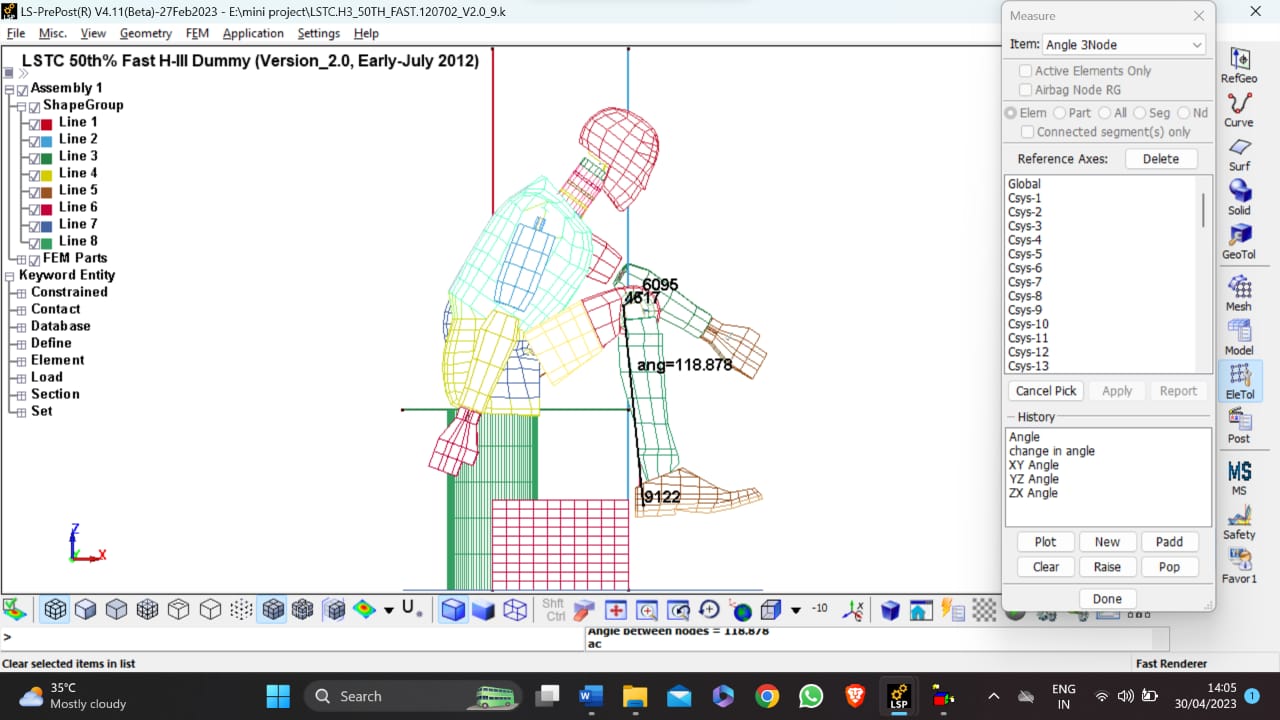 LS-PrePost(R) V4.11(Beta)-27Feb2023 - E:\mini project\LSTC.H3_50TH_FAST.120702_V2.0_9.k
File Misc. View Geometry FEM Application Settings Help
LSTC 50th% Fast H-III Dummy (Version_2.0, Early-July 2012)
Assembly 1
ShapeGroup
Line 1
Line 2
Line 3
Line 4
Line 5
Line 6
Line 7
Line 8
FEM Parts
Keyword Entity
Constrained
Contact
Database
Define
Element
Load
Section
Set
6095
4617
ang=118.878
9122
Z
X
Measure
Item: Angle 3Node
Active Elements Only
Airbag Node RG
Elem Part All Seg Nd
Connected segment(s) only
Reference Axes: Delete
Global
Csys-1
Csys-2
Csys-3
Csys-4
Csys-5
Csys-6
Csys-7
Csys-8
Csys-9
Csys-10
Csys-11
Csys-12
Csys-13
Cancel Pick Apply Report
History
Angle
change in angle
XY Angle
YZ Angle
ZX Angle
Plot New Padd
Clear Raise Pop
Done
RefGeo
Curve
Surf
Solid
GeoTol
Mesh
Model
EleTol
Post
MS
MS
Safety
Favor1
U.
Shft
Ctrl
-10
>
Angle between nodes = 118.878
ac
Clear selected items in list
Fast Renderer
35°C
Mostly cloudy
Search
LSP
ENG
IN
14:05
30/04/2023
1